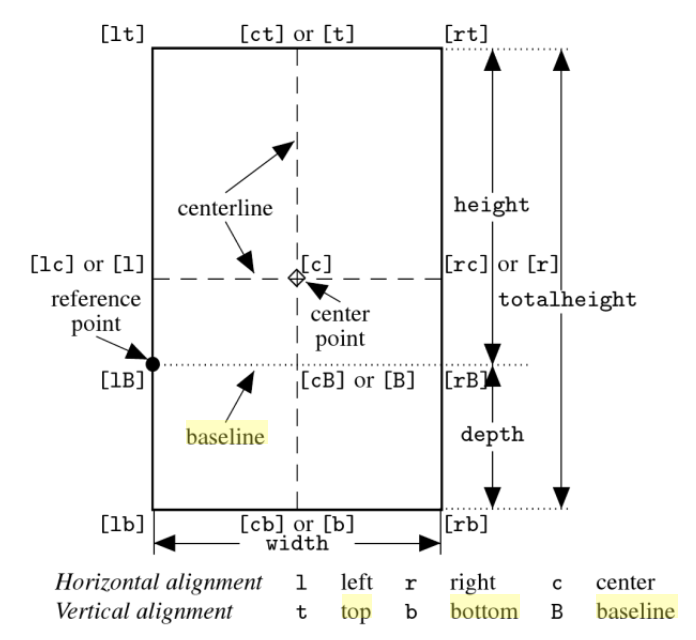 [lt] [ct] or [t] [rt]
centerline
height
[lc] or [l] [c] [rc] or [r]
reference
point
totalheight
center
point
[lB] [cB] or [B] [rB]
baseline
depth
[lb] [cb] or [b] [rb]
width
Horizontal alignment l left r right c center
Vertical alignment t top b bottom B baseline